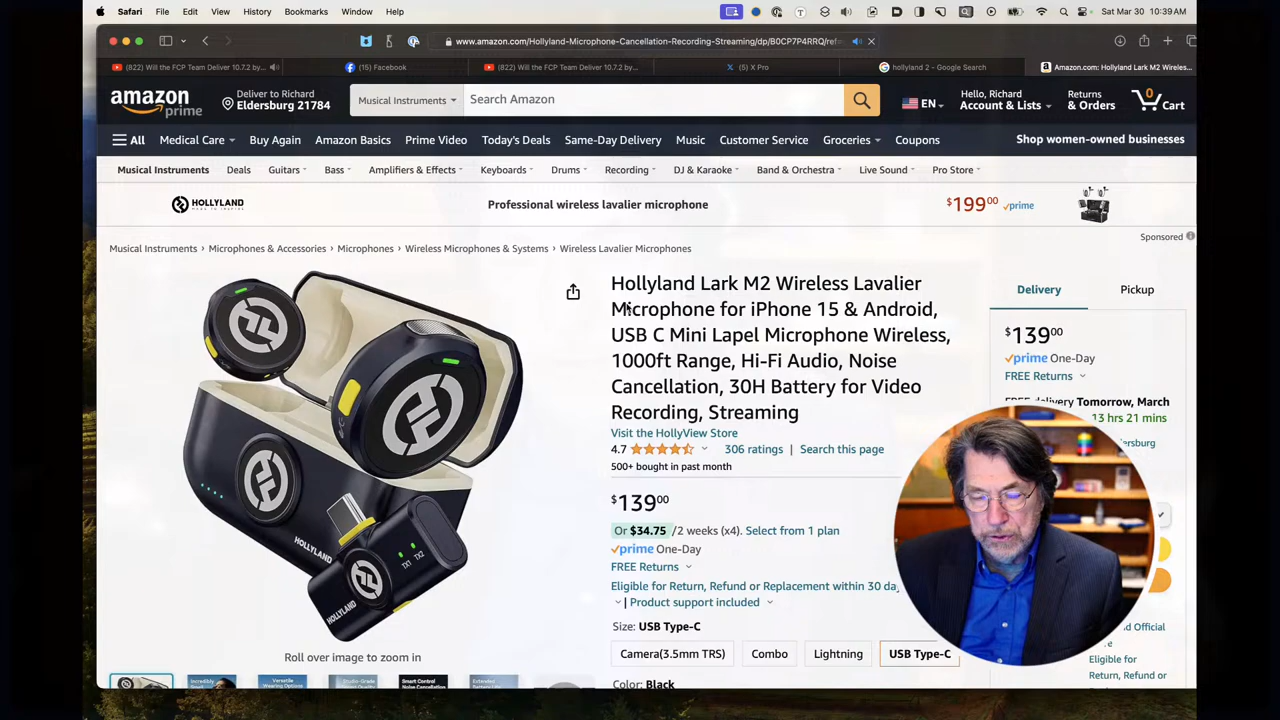 Safari File Edit View History Bookmarks Window Help Sat Mar 30 10:39 AM
www.amazon.com/Hollyland-Microphone-Cancellation-Recording-Streaming/dp/B0CP7P4RRQ/ref
(822) Will the FCP Team Deliver 10.7.2 by... (15) Facebook (822) Will the FCP Team Deliver 10.7.2 by... (5) X Pro hollyland 2 - Google Search Amazon.com: Hollyland Lark M2 Wireles...
amazon prime
Deliver to Richard
Eldersburg 21784
Musical Instruments Search Amazon
EN
Hello, Richard
Account & Lists
Returns
& Orders
0
Cart
All Medical Care Buy Again Amazon Basics Prime Video Today's Deals Same-Day Delivery Music Customer Service Groceries Coupons Shop women-owned businesses
Musical Instruments Deals Guitars Bass Amplifiers & Effects Keyboards Drums Recording DJ & Karaoke Band & Orchestra Live Sound Pro Store
HOLLYLAND Professional wireless lavalier microphone $199.00 prime
Sponsored
Musical Instruments › Microphones & Accessories › Microphones › Wireless Microphones & Systems › Wireless Lavalier Microphones
Hollyland Lark M2 Wireless Lavalier
Microphone for iPhone 15 & Android,
USB C Mini Lapel Microphone Wireless,
1000ft Range, Hi-Fi Audio, Noise
Cancellation, 30H Battery for Video
Recording, Streaming
Visit the HollyView Store
4.7 306 ratings | Search this page
500+ bought in past month
$139.00
Or $34.75 /2 weeks (x4). Select from 1 plan
prime One-Day
FREE Returns
Eligible for Return, Refund or Replacement within 30 da
| Product support included
Size: USB Type-C
Camera(3.5mm TRS) Combo Lightning USB Type-C
Color: Black
Delivery Pickup
$139.00
prime One-Day
FREE Returns
FREE delivery Tomorrow, March
13 hrs 21 mins
Official
Eligible for
Return, Refund or
HOLLYLAND
TX1 TX2
HOLLYLAND
Roll over image to zoom in